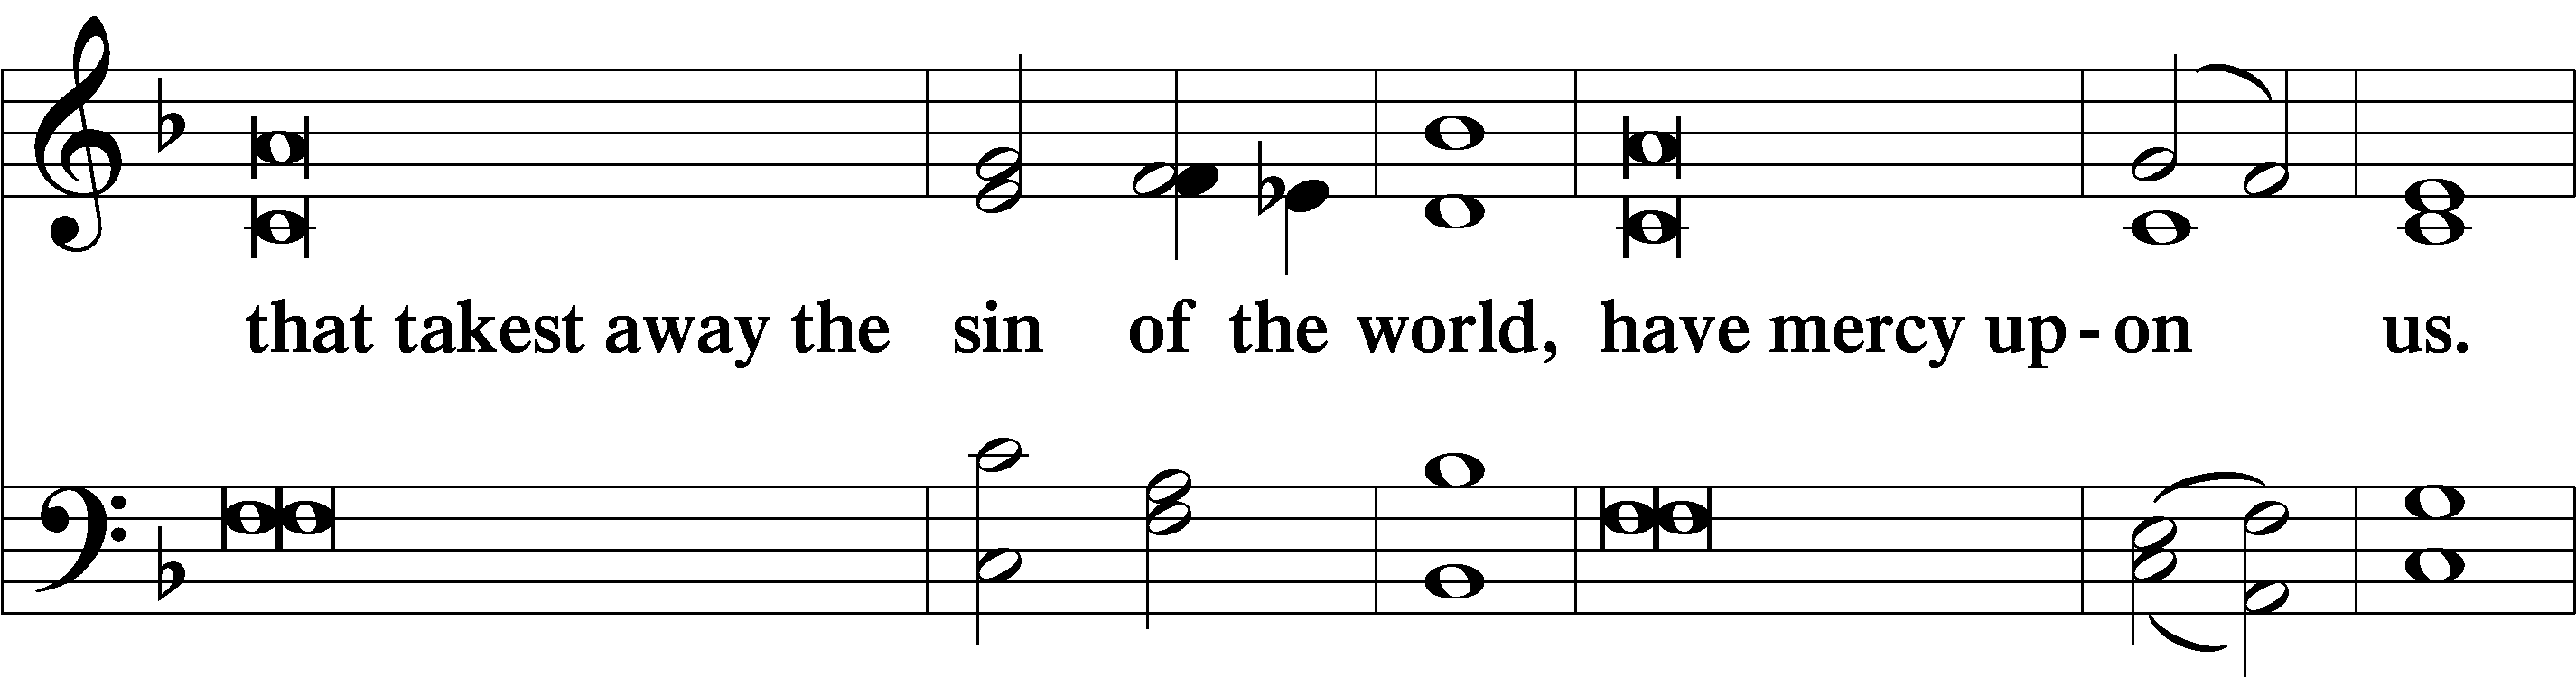 that takest away the sin of the world, have mercy up-on us.